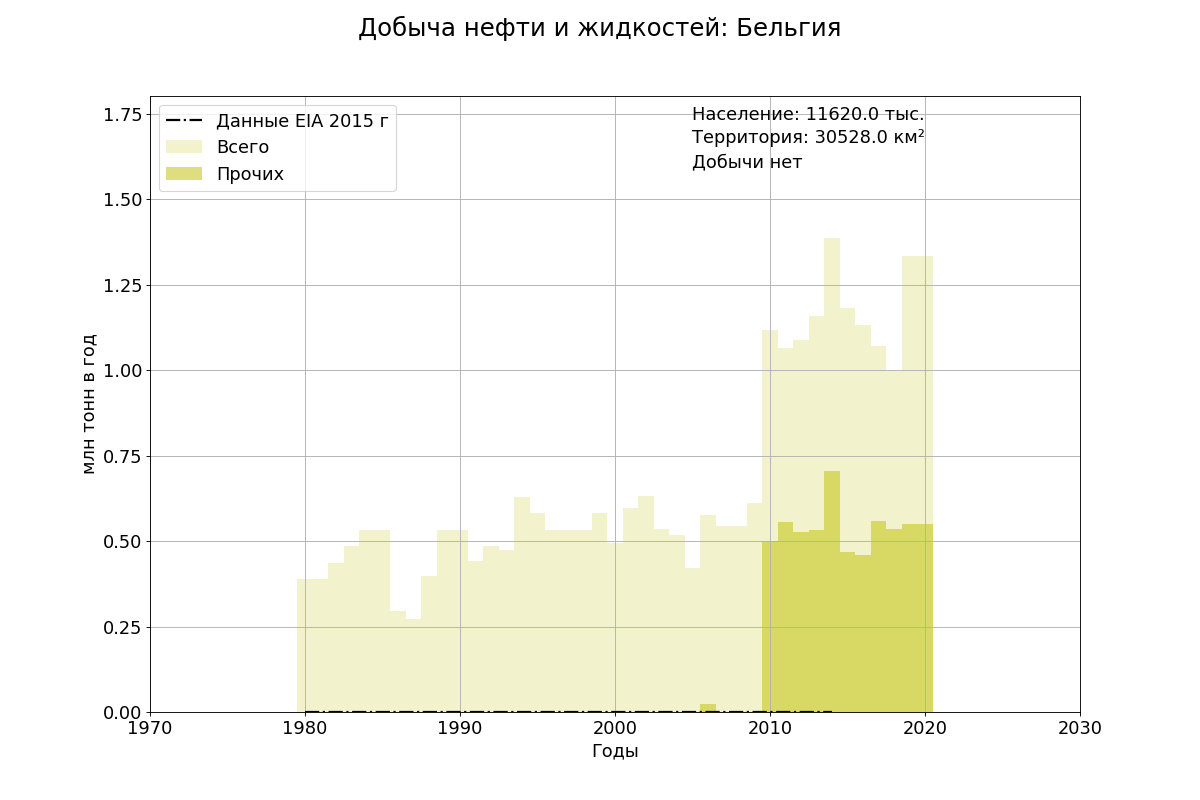 Добыча нефти и жидкостей: Бельгия
Данные EIA 2015 г
Всего
Прочих
Население: 11620.0 тыс.
Территория: 30528.0 км²
Добычи нет
млн тонн в год
1.75
1.50
1.25
1.00
0.75
0.50
0.25
0.00
1970 1980 1990 2000 2010 2020 2030
Годы